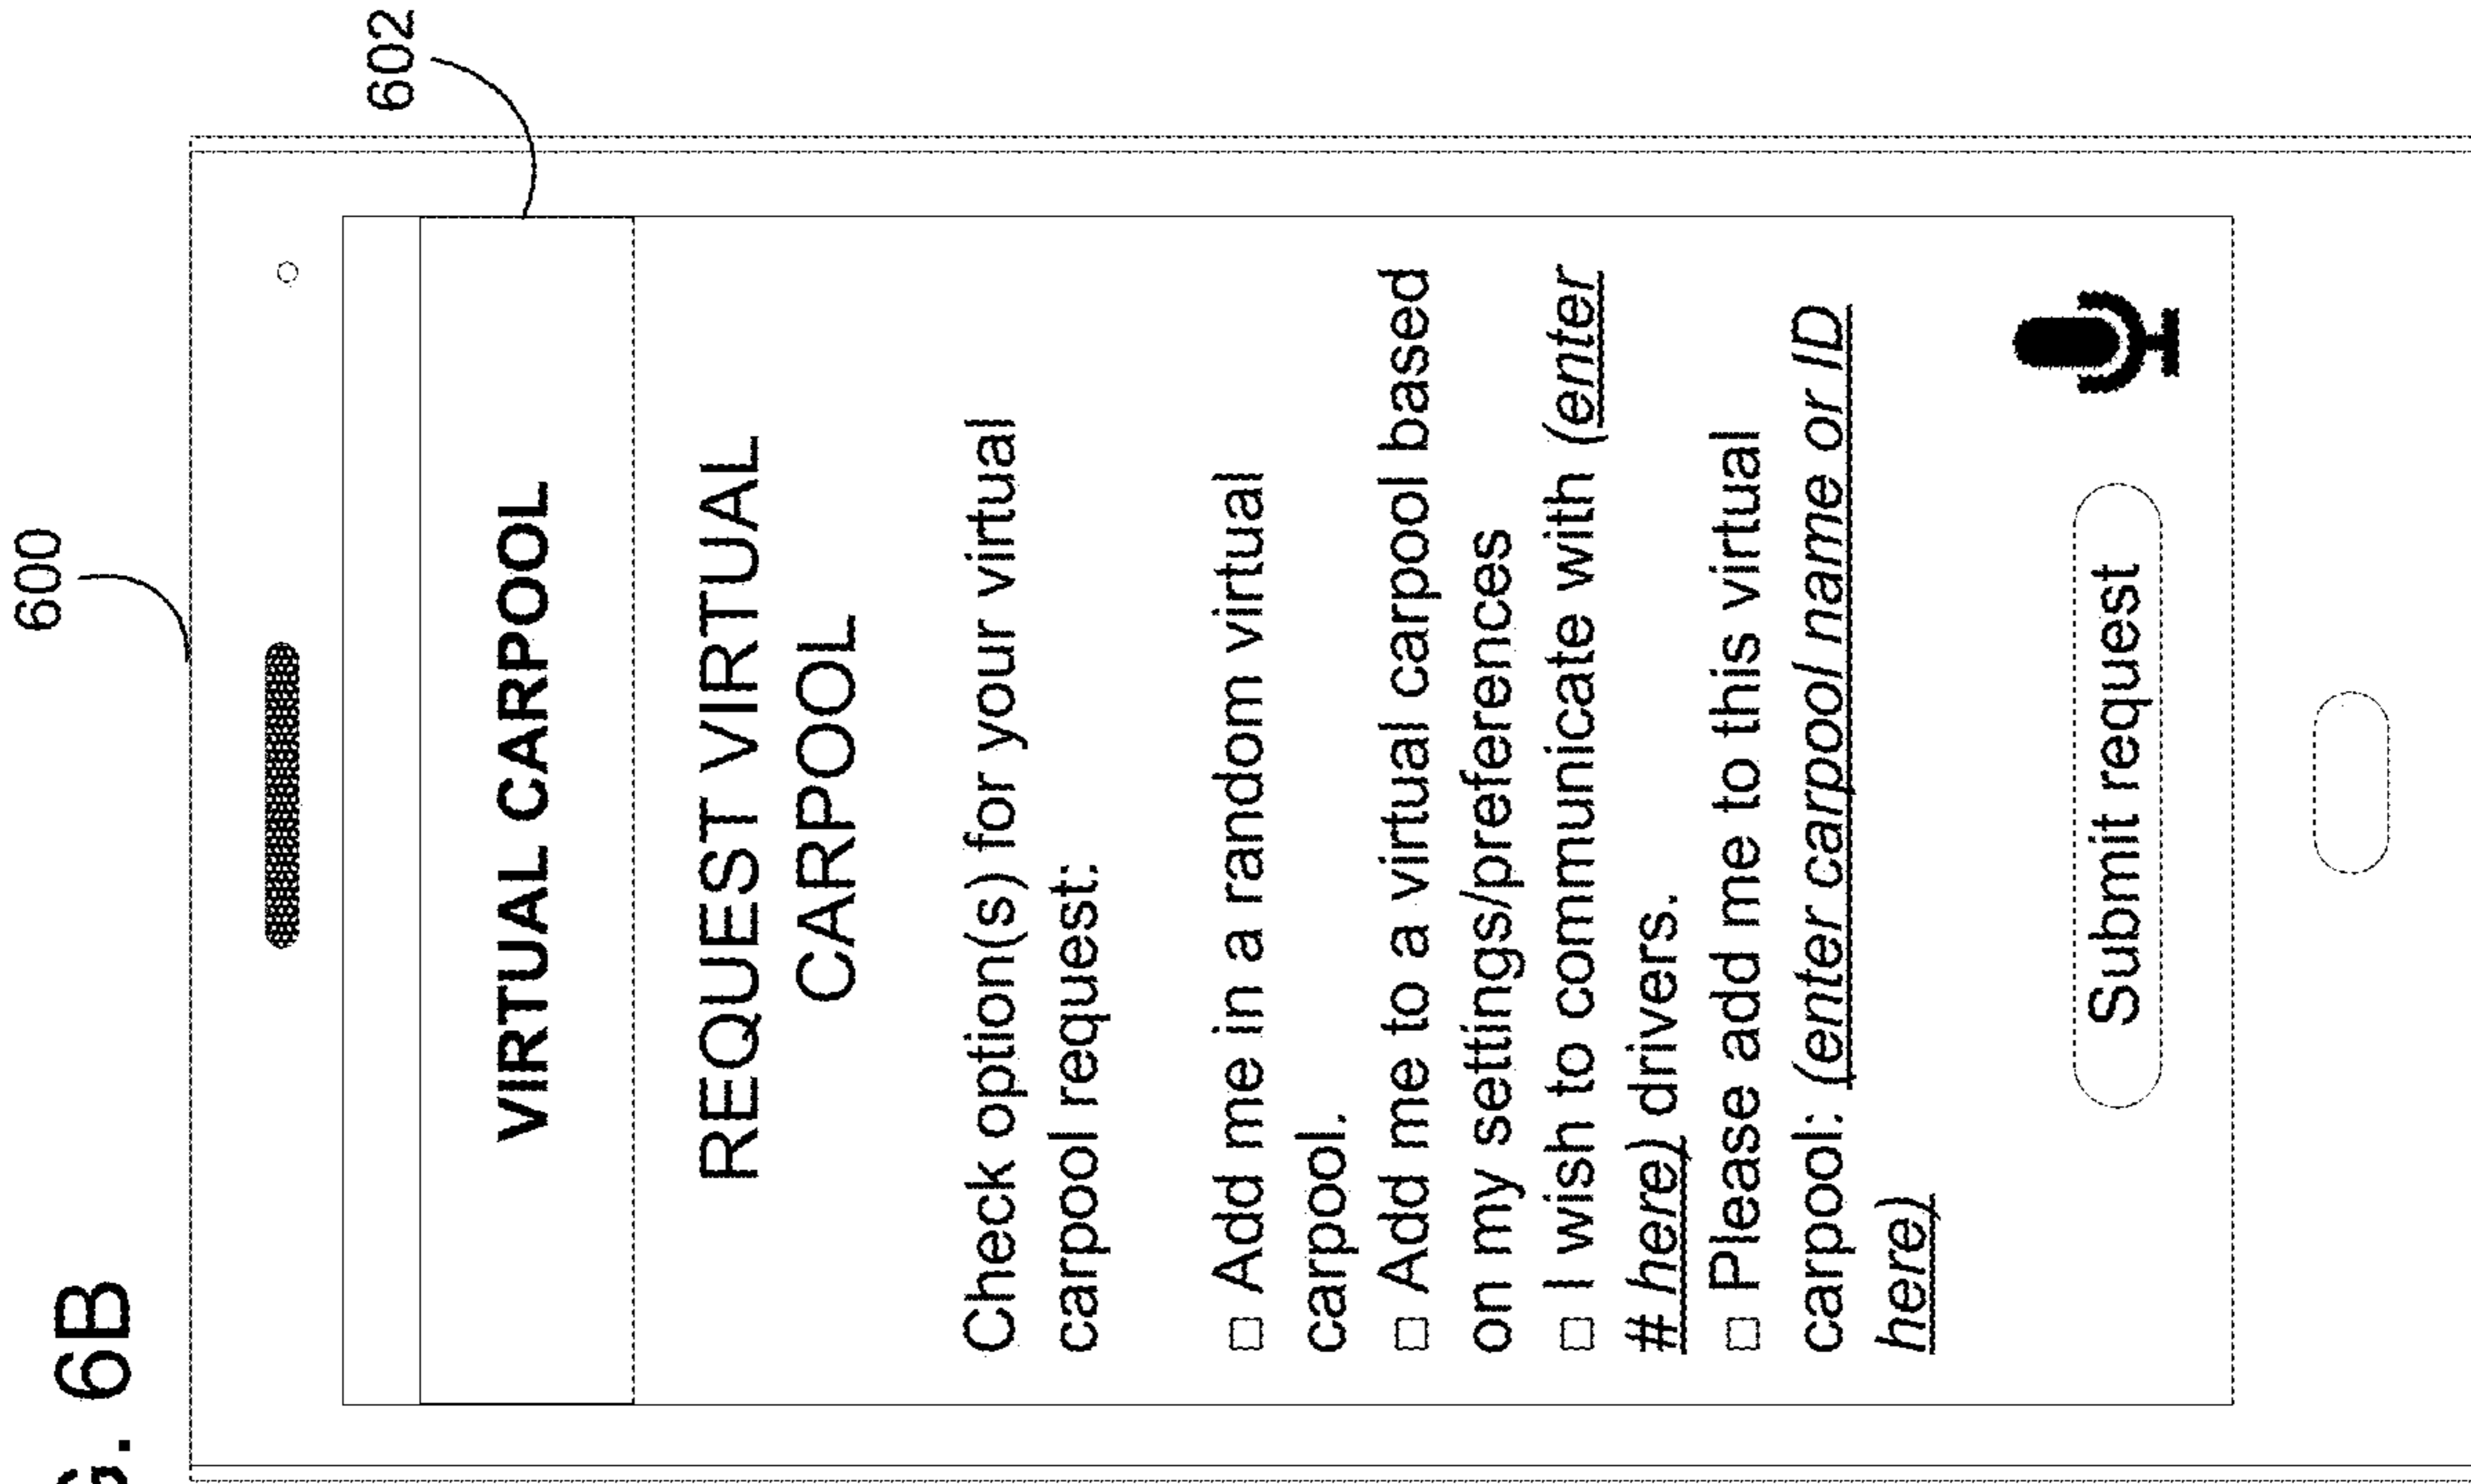 G. 6B
600
602
VIRTUAL CARPOOL
REQUEST VIRTUAL
CARPOOL
Check option(s) for your virtual
carpool request:
□ Add me in a random virtual
carpool.
□ Add me to a virtual carpool based
on my settings/preferences
□ I wish to communicate with (enter
# here) drivers.
□ Please add me to this virtual
carpool: (enter carpool name or ID
here)
Submit request